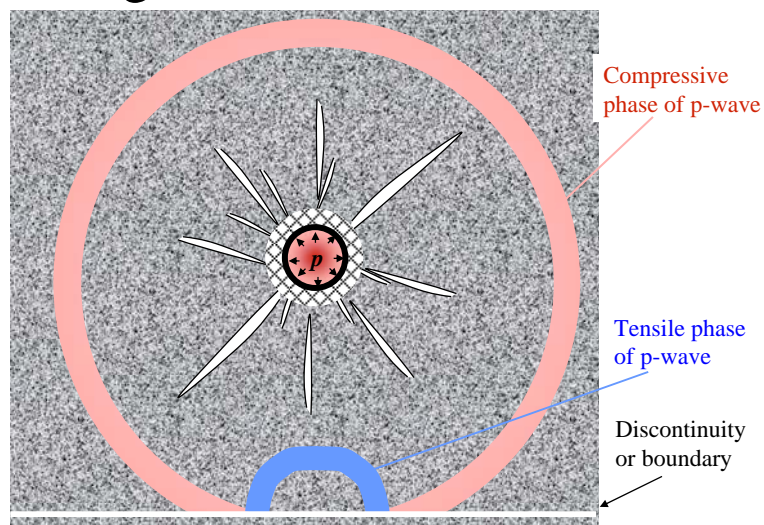 Compressive
phase of p-wave
p
Tensile phase
of p-wave
Discontinuity
or boundary